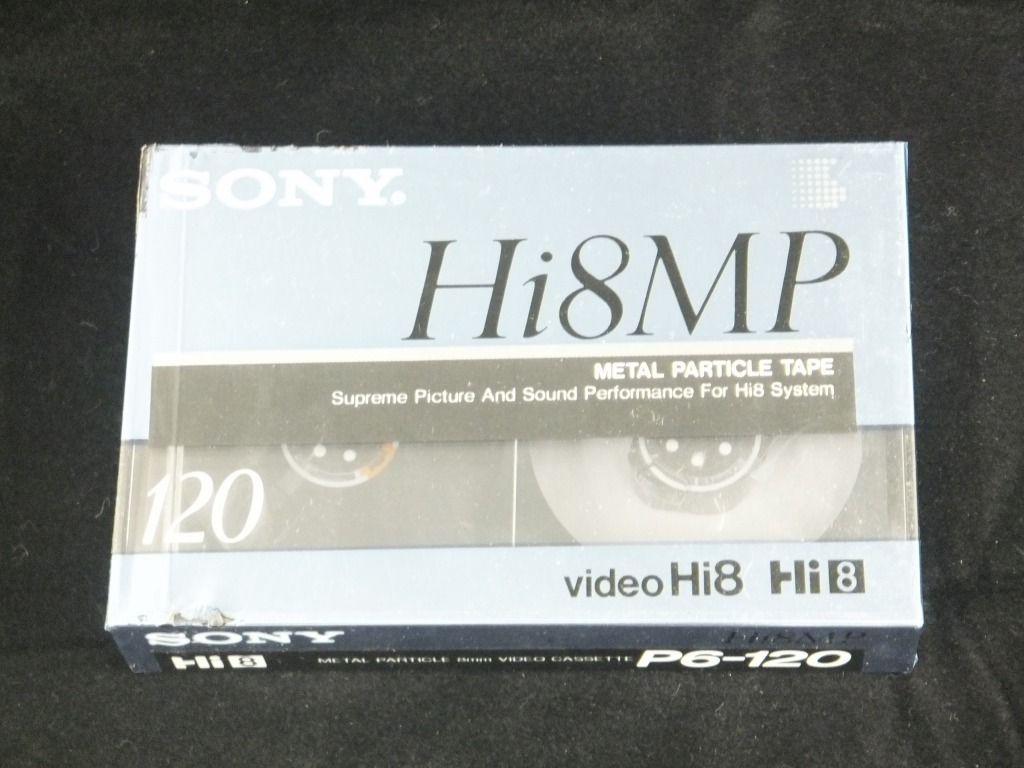 SONY.
Hi8MP
METAL PARTICLE TAPE
Supreme Picture And Sound Performance For Hi8 System
120
video Hi8 Hi8
SONY Hi8MP
Hi8 METAL PARTICLE 8mm VIDEO CASSETTE P6-120